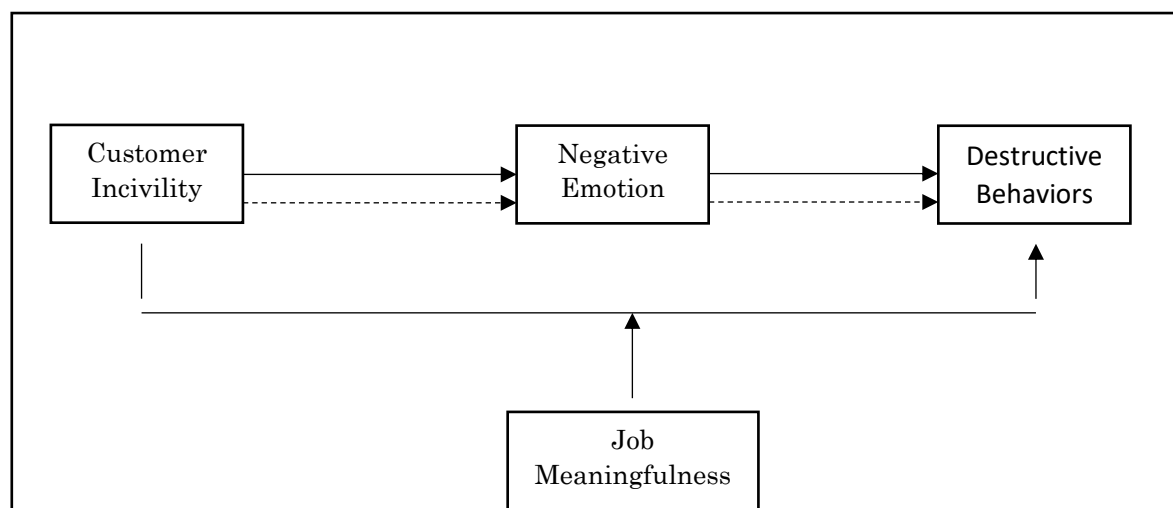 Customer
Incivility
Negative
Emotion
Destructive
Behaviors
Job
Meaningfulness